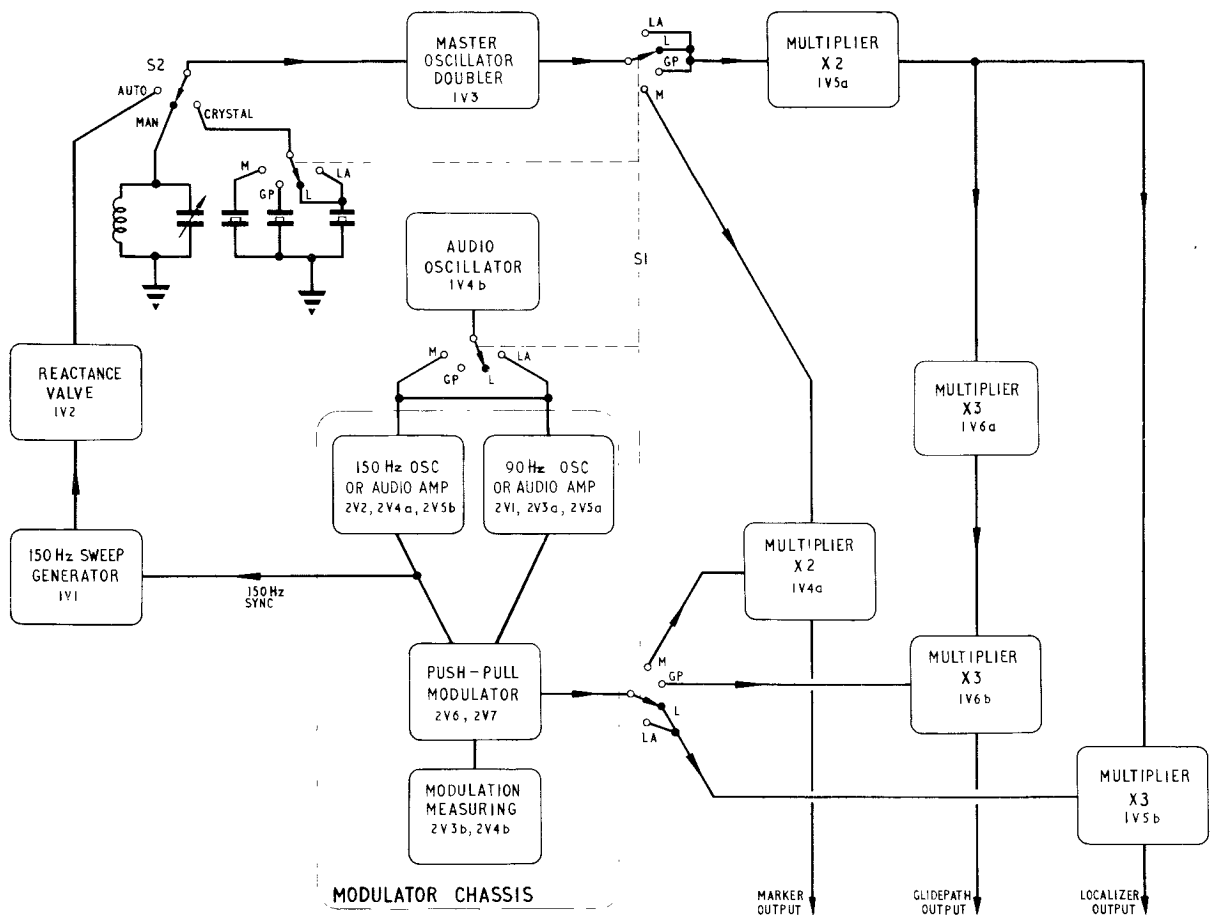 S2
AUTO
MAN
CRYSTAL
M
GP
L
LA
MASTER
OSCILLATOR
DOUBLER
1V3
LA
L
GP
M
MULTIPLIER
X2
1V5a
S1
AUDIO
OSCILLATOR
1V4b
M
GP
L
LA
REACTANCE
VALVE
1V2
MULTIPLIER
X3
1V6a
150 Hz OSC
OR AUDIO AMP
2V2, 2V4a, 2V5b
90 Hz OSC
OR AUDIO AMP
2V1, 2V3a, 2V5a
150 Hz SWEEP
GENERATOR
1V1
150 Hz
SYNC
MULTIPLIER
X2
1V4a
PUSH-PULL
MODULATOR
2V6, 2V7
M
GP
L
LA
MULTIPLIER
X3
1V6b
MODULATION
MEASURING
2V3b, 2V4b
MULTIPLIER
X3
1V5b
MODULATOR CHASSIS
MARKER
OUTPUT
GLIDEPATH
OUTPUT
LOCALIZER
OUTPUT